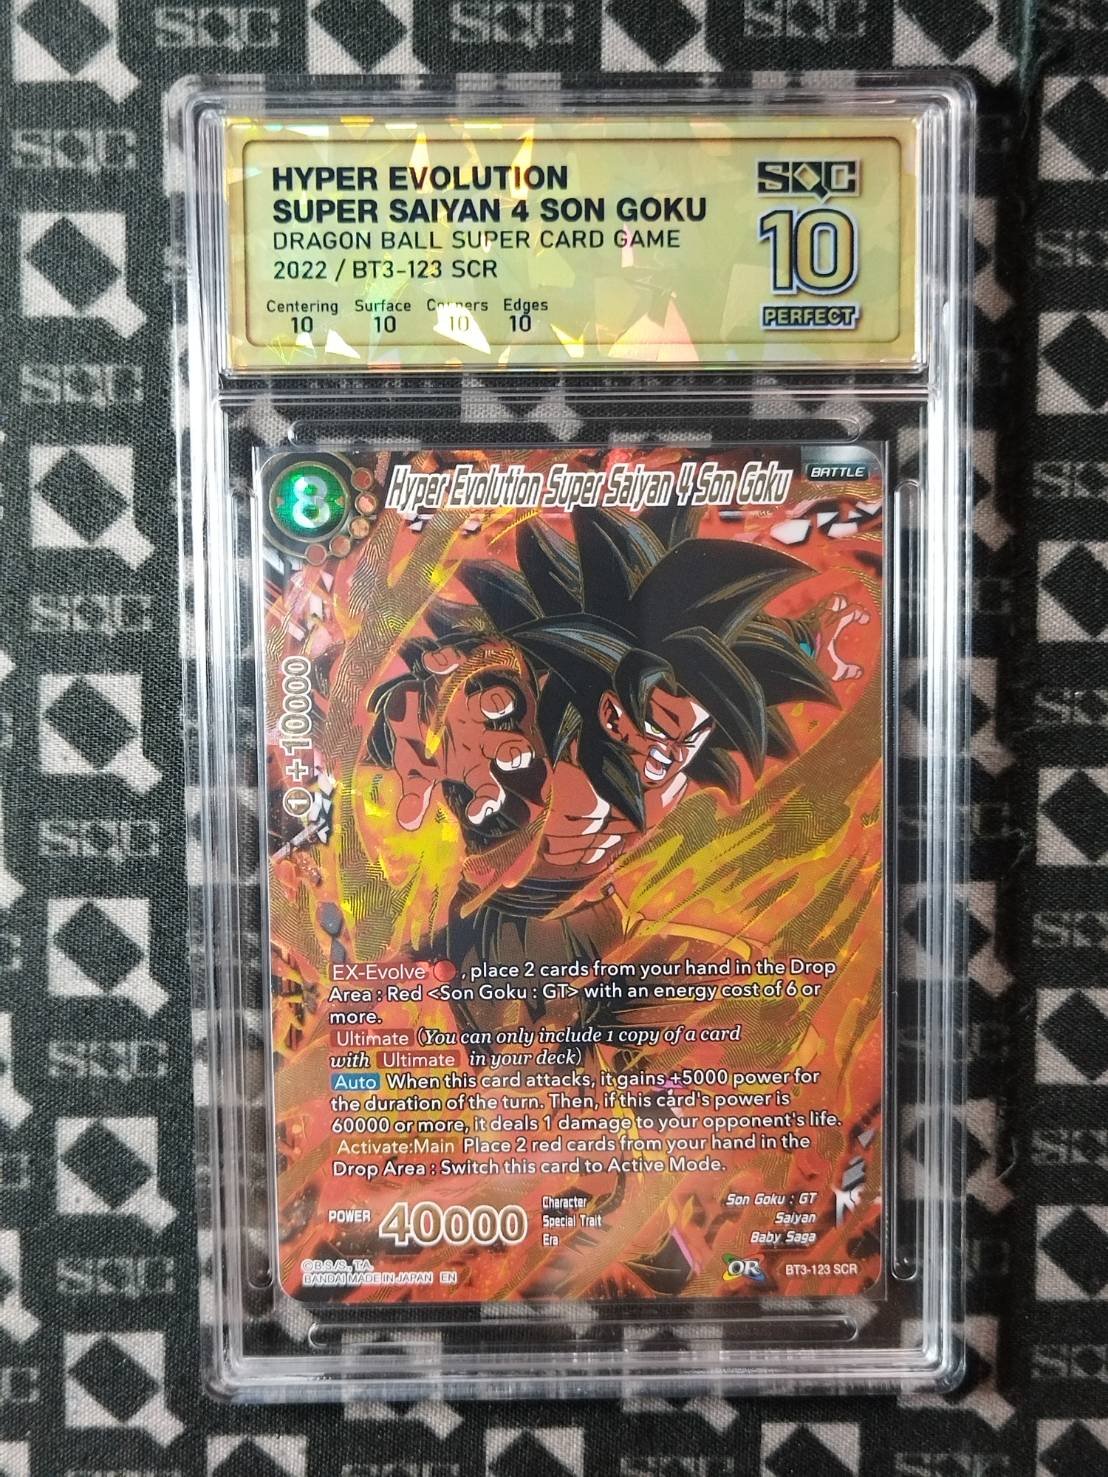 HYPER EVOLUTION
SUPER SAIYAN 4 SON GOKU
DRAGON BALL SUPER CARD GAME
2022 / BT3-123 SCR
Centering Surface Corners Edges
10 10 10 10
SQC
10
PERFECT
8
Hyper Evolution Super Saiyan 4 Son Goku
BATTLE
1 +10000
EX-Evolve , place 2 cards from your hand in the Drop
Area : Red <Son Goku : GT> with an energy cost of 6 or
more.
Ultimate (You can only include 1 copy of a card
with Ultimate in your deck)
Auto When this card attacks, it gains +5000 power for
the duration of the turn. Then, if this card's power is
60000 or more, it deals 1 damage to your opponent's life.
Activate:Main Place 2 red cards from your hand in the
Drop Area : Switch this card to Active Mode.
POWER 40000
Character Son Goku : GT
Special Trait Saiyan
Era Baby Saga
©B.S./S., T.A.
BANDAI MADE IN JAPAN EN
OR BT3-123 SCR